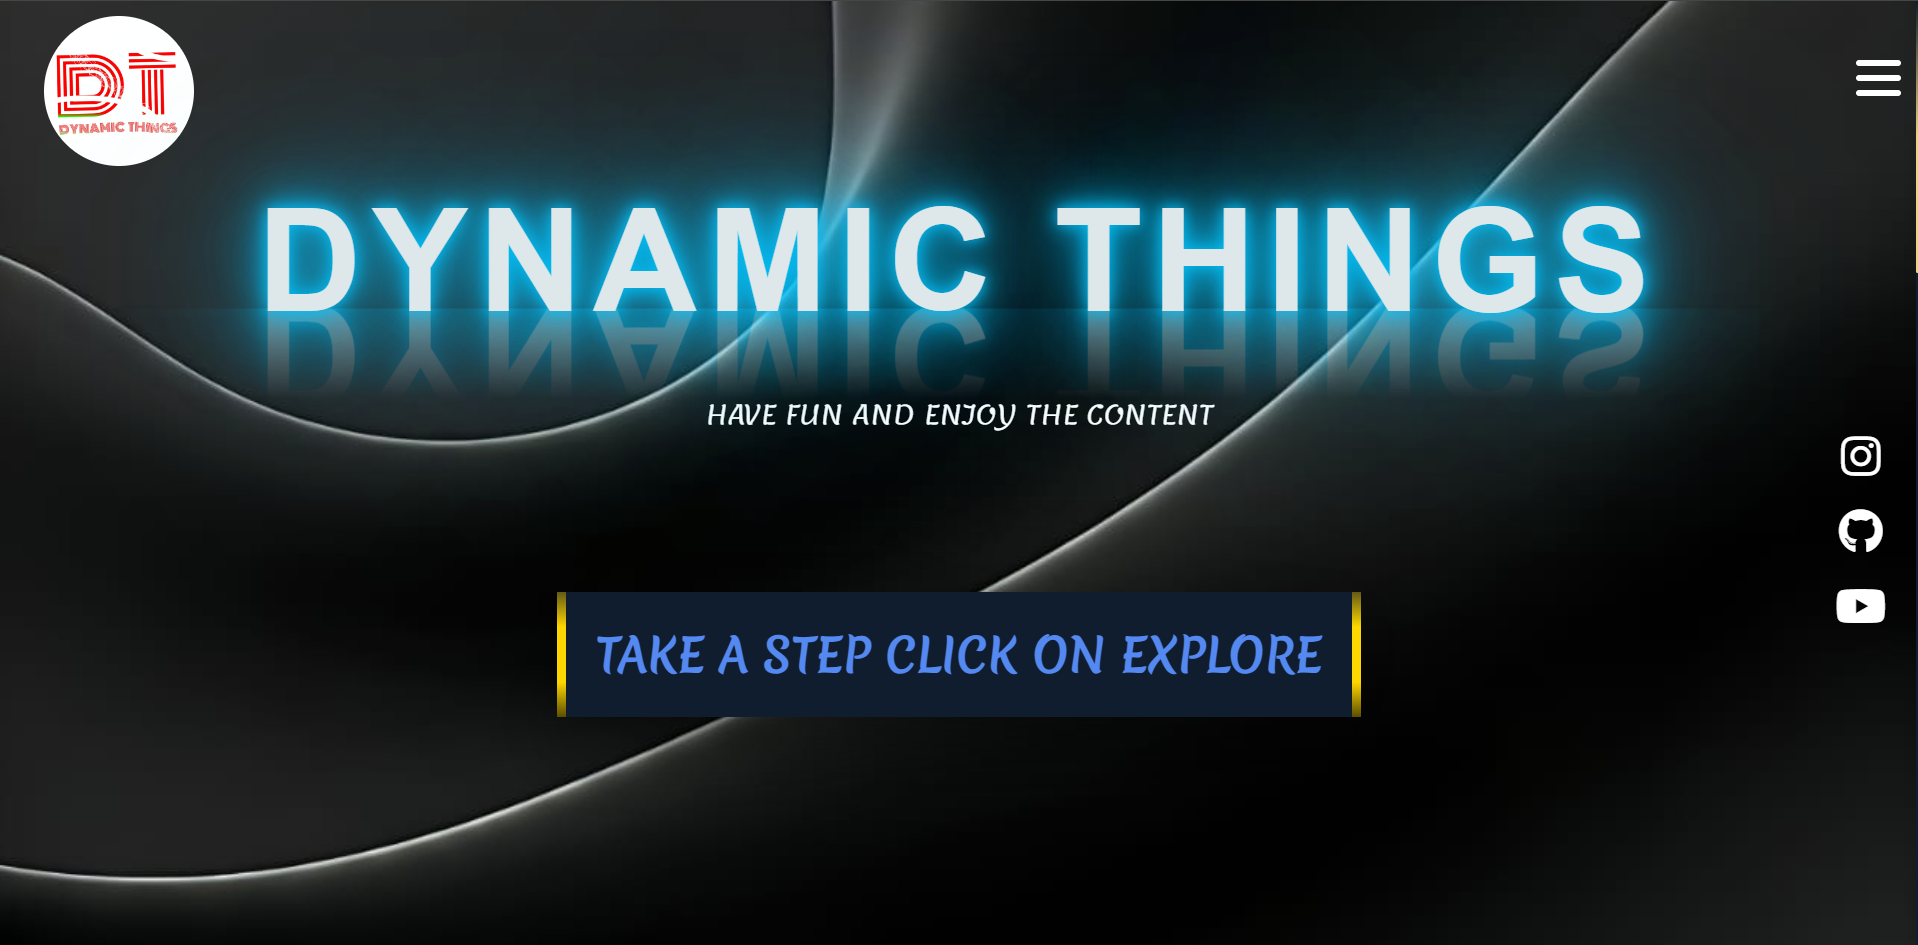 DT
DYNAMIC THINGS
DYNAMIC THINGS
HAVE FUN AND ENJOY THE CONTENT
TAKE A STEP CLICK ON EXPLORE